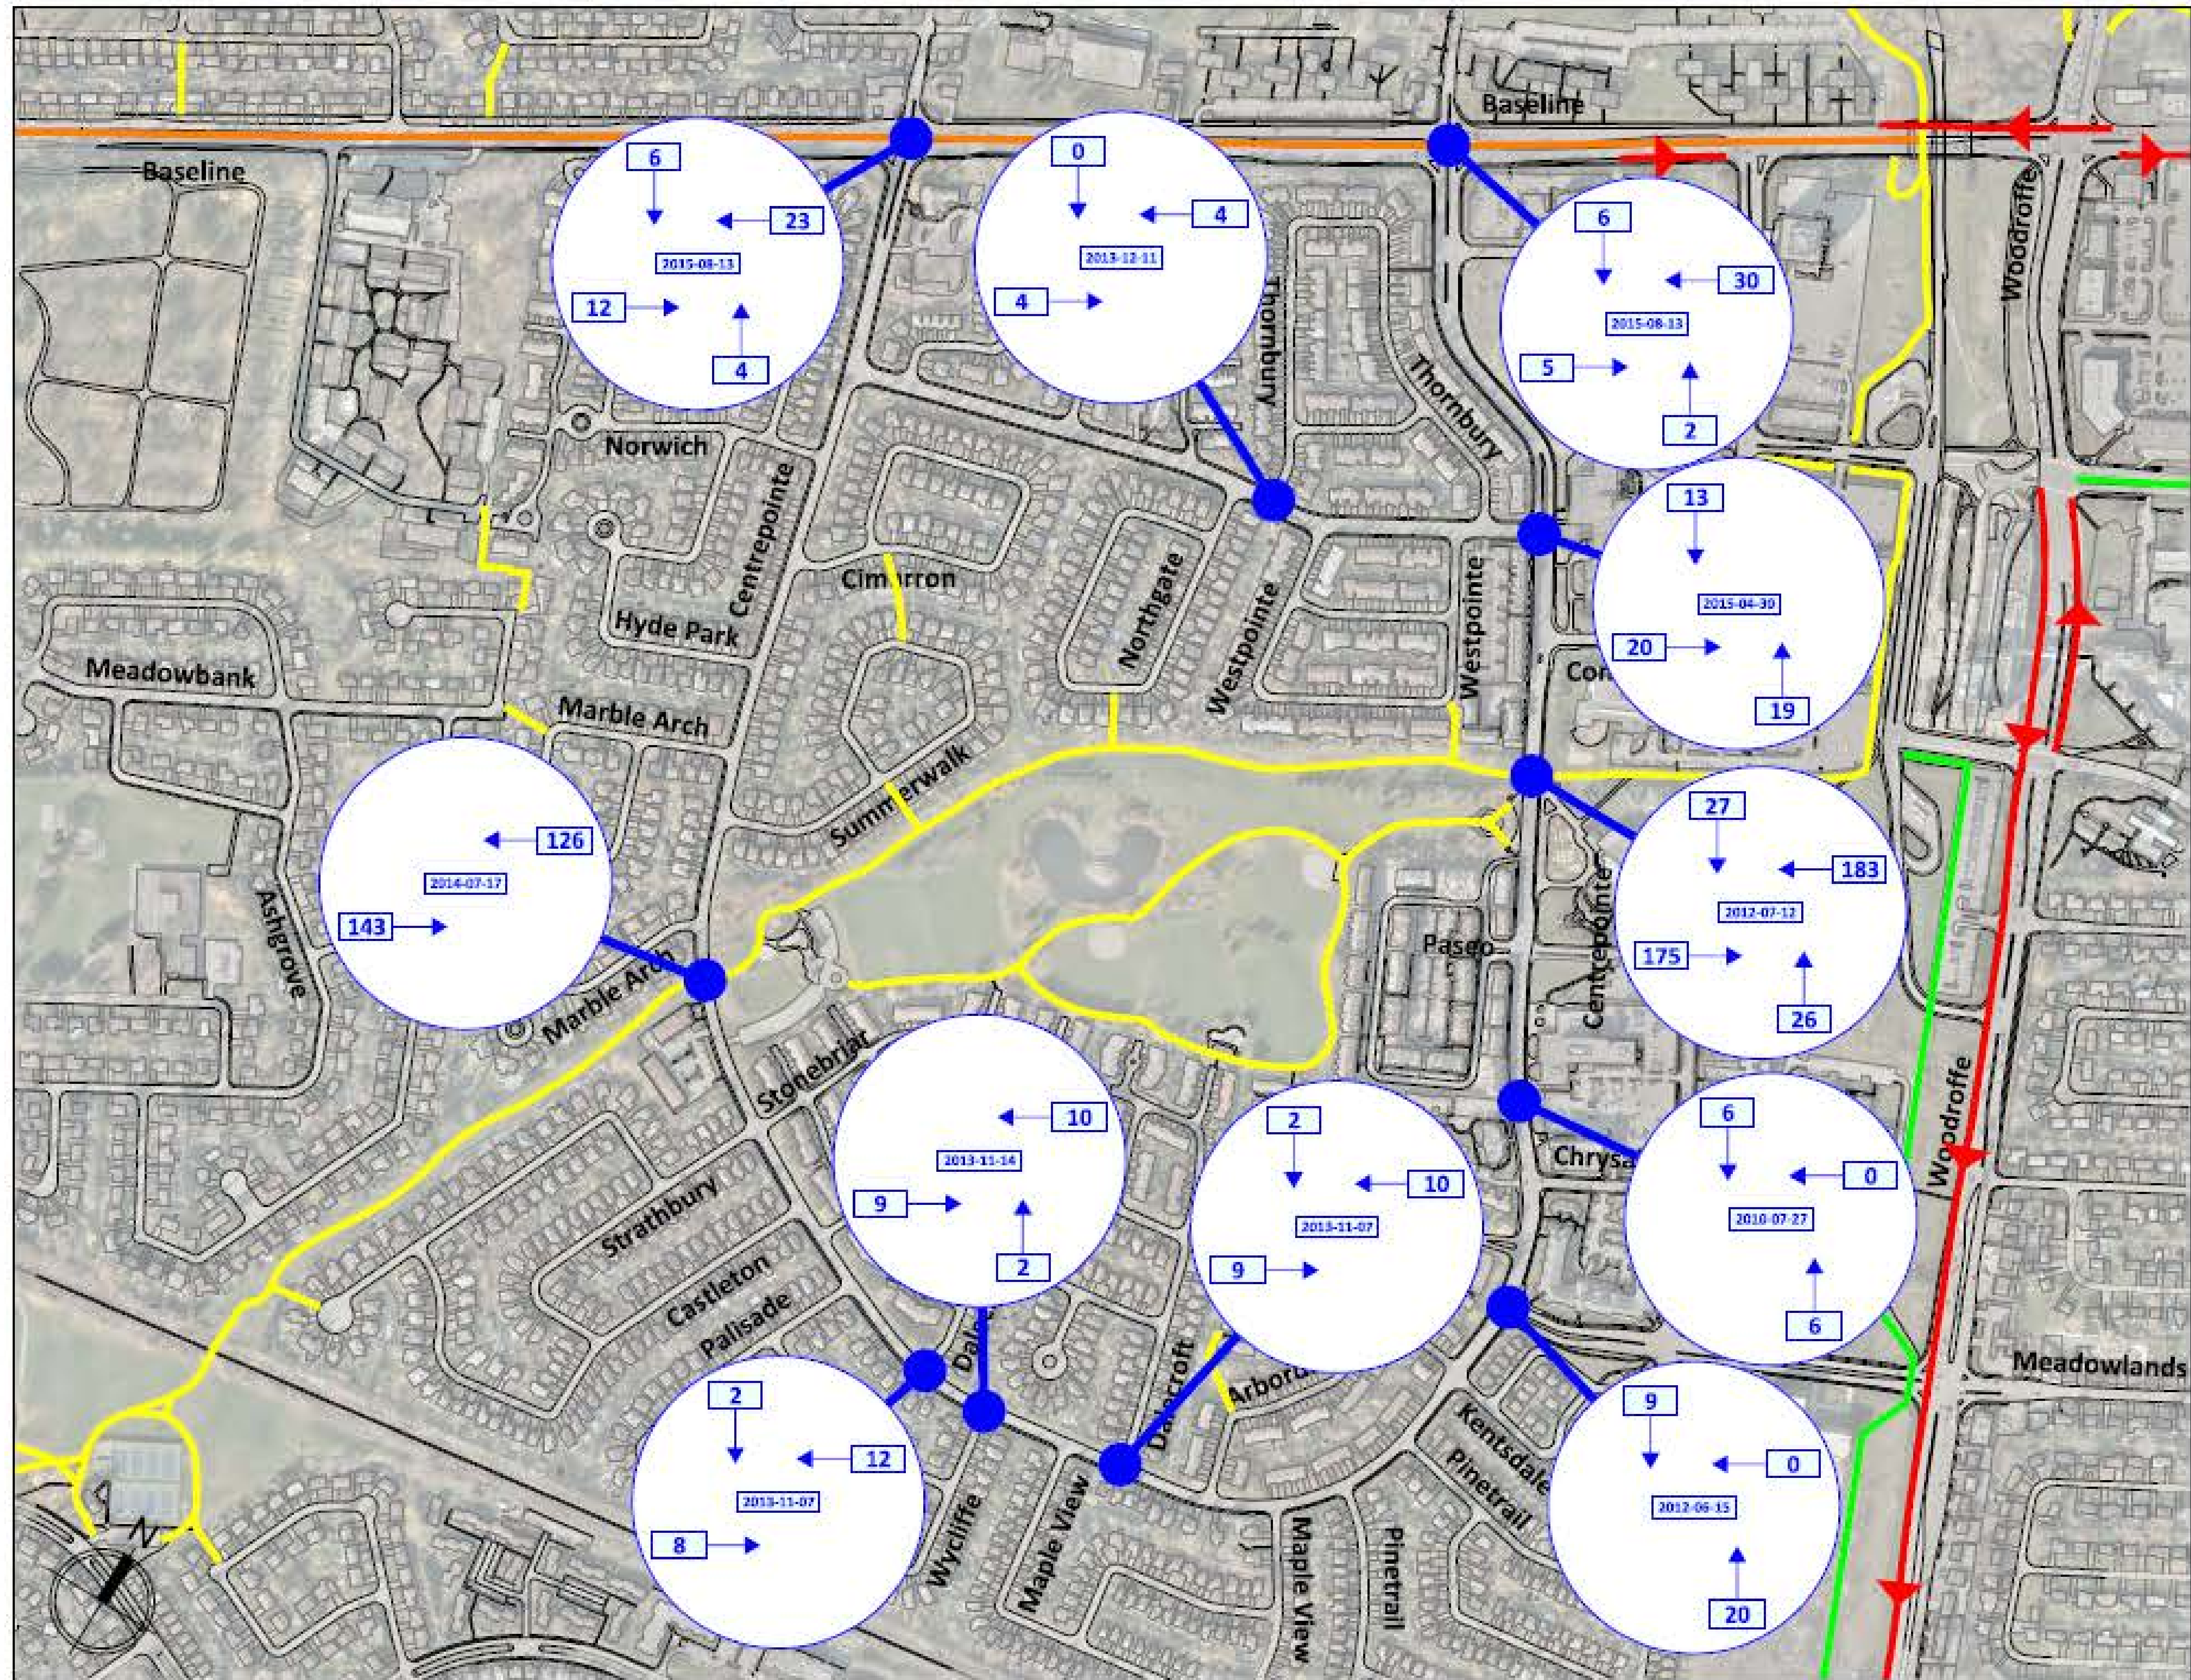 Baseline
Baseline
6
23
2015-08-13
12
4
0
4
2013-12-11
4
6
30
2015-08-13
5
2
Woodroffe
Thornbury
Thornbury
Norwich
Centrepointe
13
2015-04-30
20
19
Cimarron
Hyde Park
Northgate
Westpointe
Westpointe
Con
Meadowbank
Marble Arch
Summerwalk
126
2014-07-17
143
27
183
2012-07-12
175
26
Ashgrove
Marble Arch
Paseo
Centrepointe
Stonebriar
10
2013-11-14
9
2
2
10
2013-11-07
9
6
0
2010-07-27
6
Chrysa
Woodroffe
Strathbury
Castleton
Palisade
Dalec
Dalecroft
Arboru
Meadowlands
2
12
2013-11-07
8
9
0
2012-06-15
20
Kentsdale
Pinetrail
Wycliffe
Maple View
Maple View
Pinetrail
N